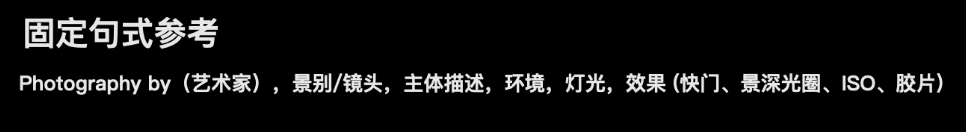 固定句式参考
Photography by（艺术家），景别/镜头，主体描述，环境，灯光，效果 (快门、景深光圈、ISO、胶片)